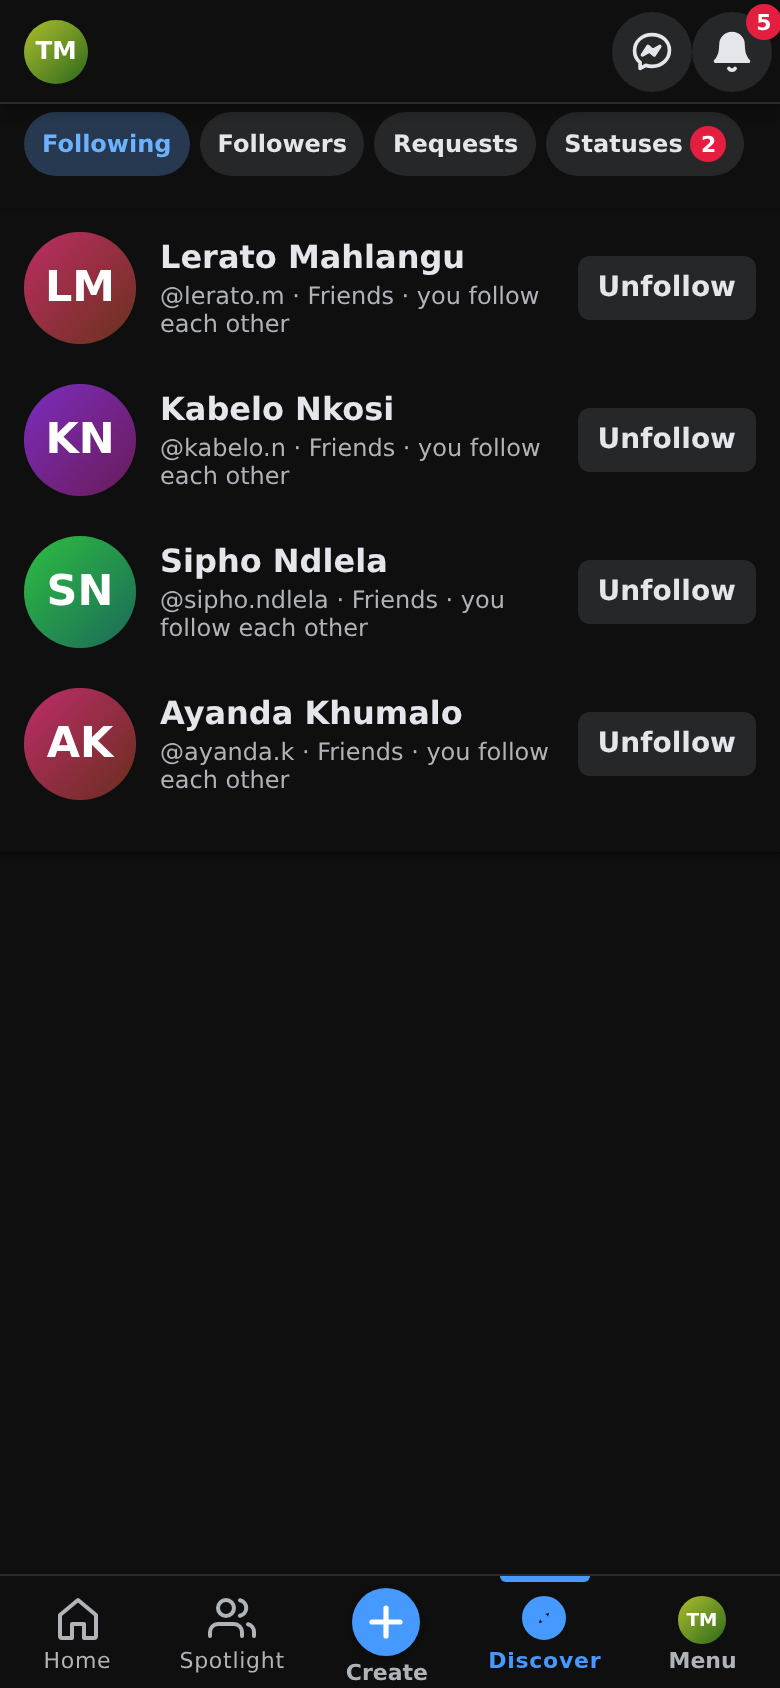 TM
5
Following
Followers
Requests
Statuses 2
LM
Lerato Mahlangu
@lerato.m · Friends · you follow
each other
Unfollow
KN
Kabelo Nkosi
@kabelo.n · Friends · you follow
each other
Unfollow
SN
Sipho Ndlela
@sipho.ndlela · Friends · you
follow each other
Unfollow
AK
Ayanda Khumalo
@ayanda.k · Friends · you follow
each other
Unfollow
Home
Spotlight
Create
Discover
TM
Menu